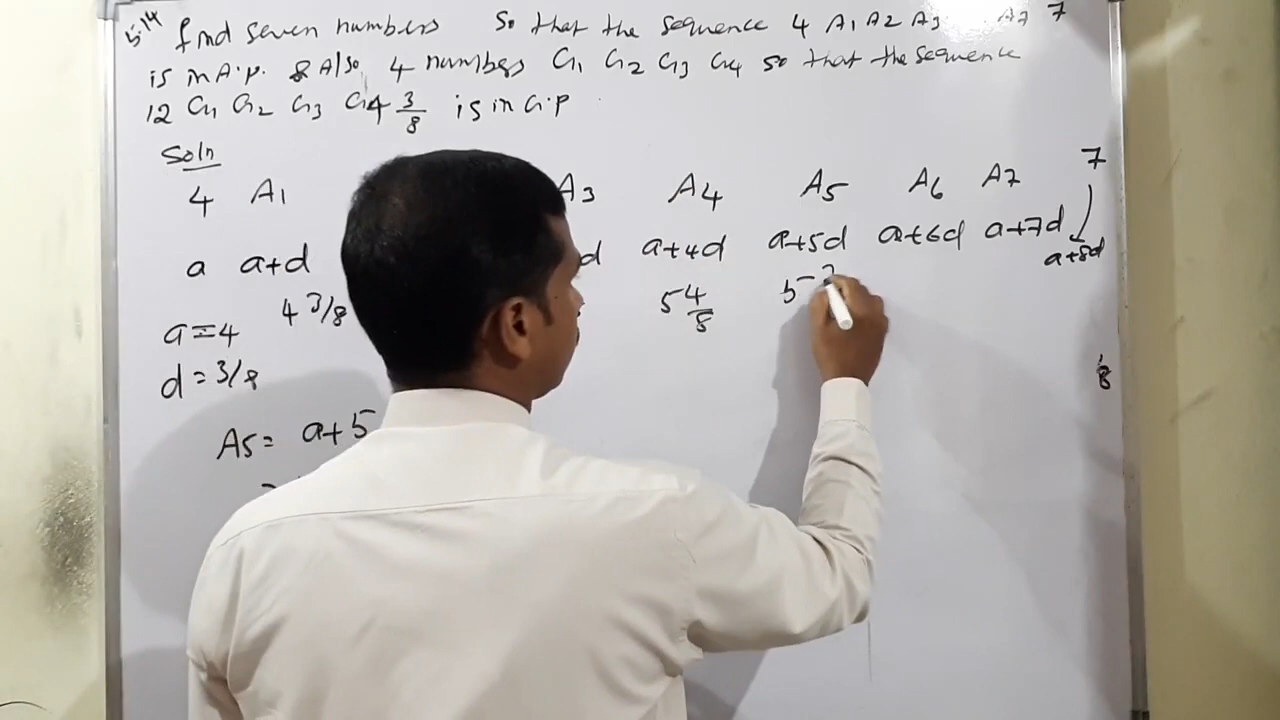 5.14 find seven numbers So that the sequence 4 A1 A2 A3 A7 7
is in A.p. & Also 4 numbers G1 G2 G3 G4 so that the sequence
12 G1 G2 G3 G4 3/8 is in G.P
Soln
4 A1 A3 A4 A5 A6 A7 7
a a+d d a+4d a+5d a+6d a+7d a+8d
4 3/8 5 4/8 5
a=4
d=3/8
8
A5= a+5